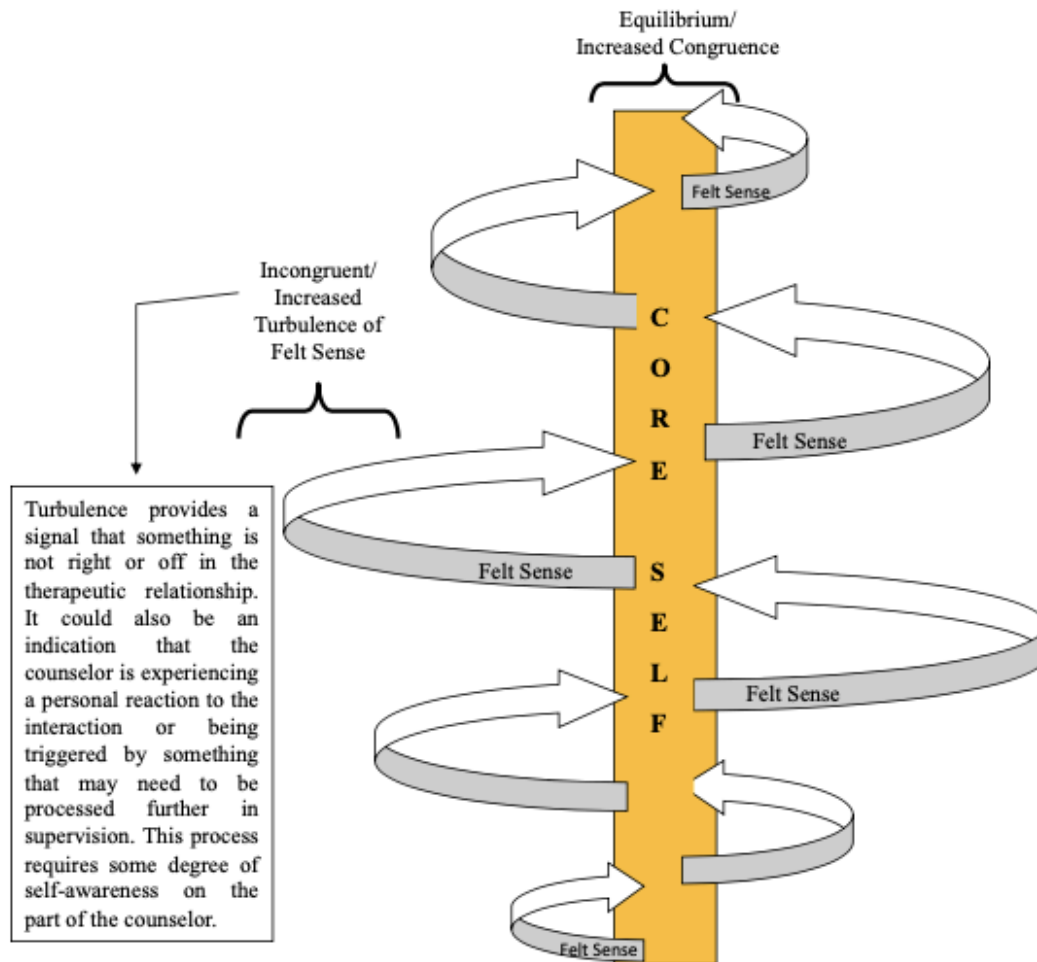 Equilibrium/
Increased Congruence
Felt Sense
Incongruent/
Increased
Turbulence of
Felt Sense
C
O
R
E
S
E
L
F
Felt Sense
Felt Sense
Felt Sense
Turbulence provides a
signal that something is
not right or off in the
therapeutic relationship.
It could also be an
indication that the
counselor is experiencing
a personal reaction to the
interaction or being
triggered by something
that may need to be
processed further in
supervision. This process
requires some degree of
self-awareness on the
part of the counselor.
Felt Sense